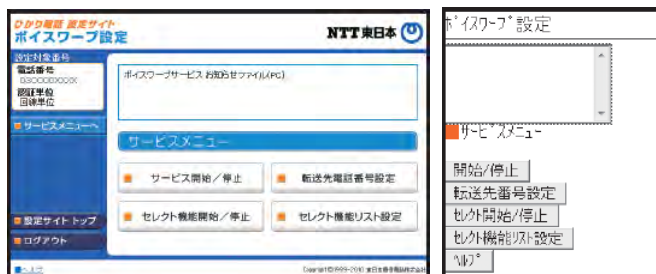 ひかり電話 設定サイト
ボイスワープ設定
NTT東日本
設定対象番号
電話番号
認証単位
回線単位
ボイスワープサービス お知らせファイル(PC)
サービスメニューへ
サービスメニュー
サービス開始/停止
転送先電話番号設定
セレクト機能開始/停止
セレクト機能リスト設定
設定サイト トップ
ログアウト
ヘルプ
ﾎﾞｲｽﾜｰﾌﾟ設定
ｻｰﾋﾞｽﾒﾆｭｰ
開始/停止
転送先番号設定
ｾﾚｸﾄ開始/停止
ｾﾚｸﾄ機能ﾘｽﾄ設定
ﾍﾙﾌﾟ